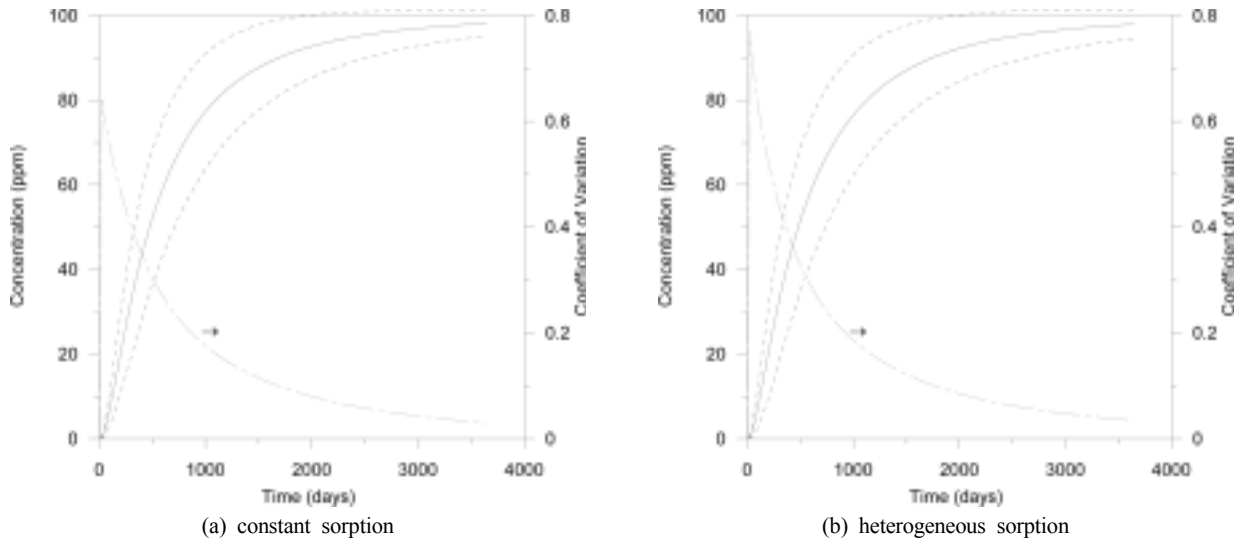 100
80
60
40
20
0
Concentration (ppm)
0.8
0.6
0.4
0.2
0
Coefficient of Variation
0 1000 2000 3000 4000
Time (days)
(a) constant sorption
100
80
60
40
20
0
Concentration (ppm)
0.8
0.6
0.4
0.2
0
Coefficient of Variation
0 1000 2000 3000 4000
Time (days)
(b) heterogeneous sorption